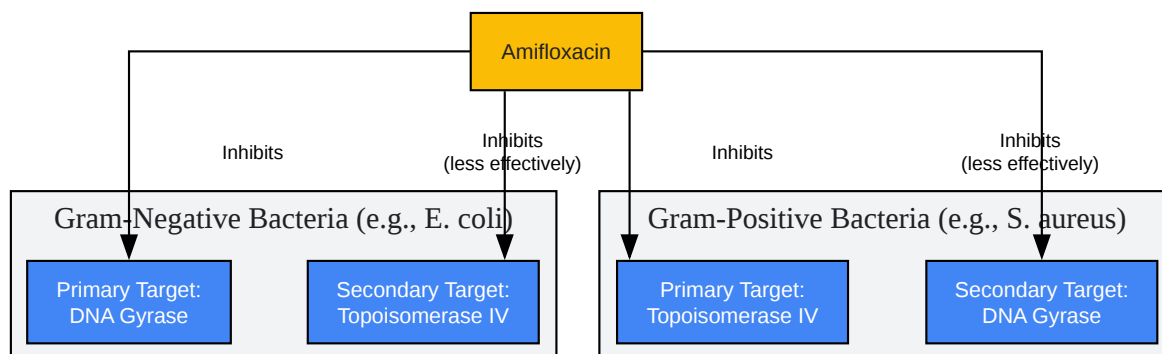 Amifloxacin
Inhibits
Inhibits
(less effectively)
Inhibits
Inhibits
(less effectively)
Gram-Negative Bacteria (e.g., E. coli)
Gram-Positive Bacteria (e.g., S. aureus)
Primary Target:
DNA Gyrase
Secondary Target:
Topoisomerase IV
Primary Target:
Topoisomerase IV
Secondary Target:
DNA Gyrase